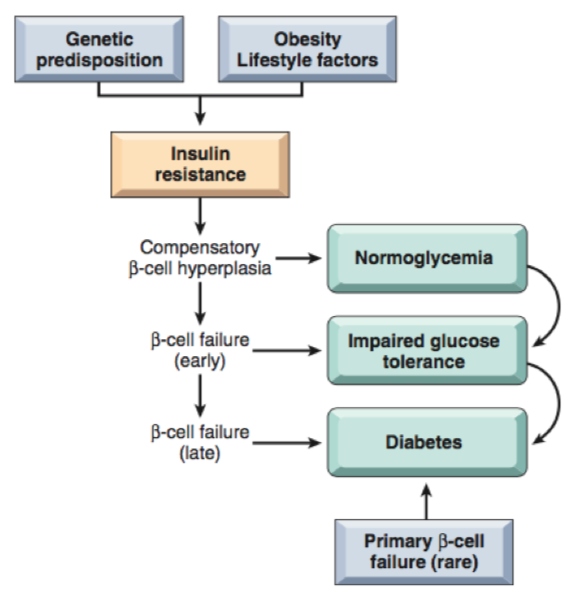 Genetic
predisposition
Obesity
Lifestyle factors
Insulin
resistance
Compensatory
β-cell hyperplasia
Normoglycemia
β-cell failure
(early)
Impaired glucose
tolerance
β-cell failure
(late)
Diabetes
Primary β-cell
failure (rare)